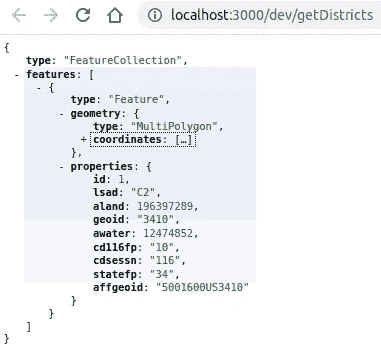 localhost:3000/dev/getDistricts
{
type: "FeatureCollection",
- features: [
- {
type: "Feature",
- geometry: {
type: "MultiPolygon",
+ coordinates: […]
},
- properties: {
id: 1,
lsad: "C2",
aland: 196397289,
geoid: "3410",
awater: 12474852,
cd116fp: "10",
cdsessn: "116",
statefp: "34",
affgeoid: "5001600US3410"
}
}
]
}